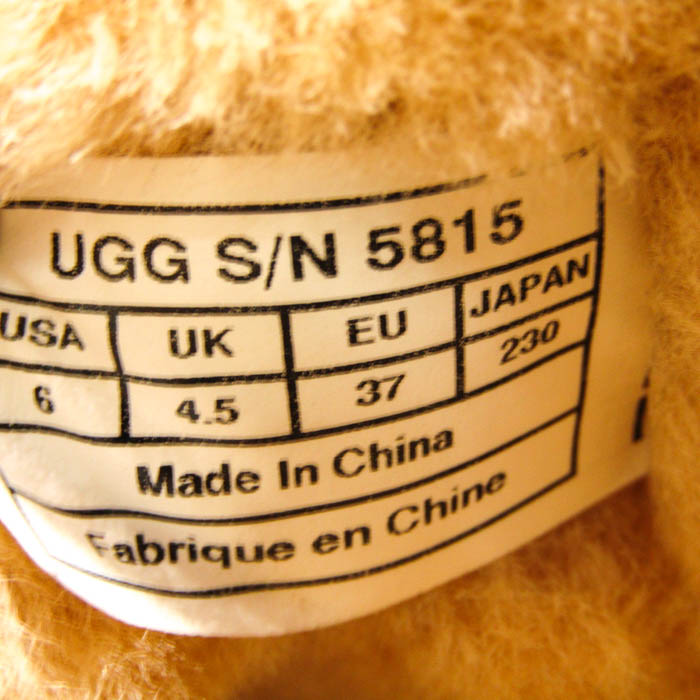 UGG S/N 5815
USA UK EU JAPAN
6 4.5 37 230
Made In China
Fabrique en Chine